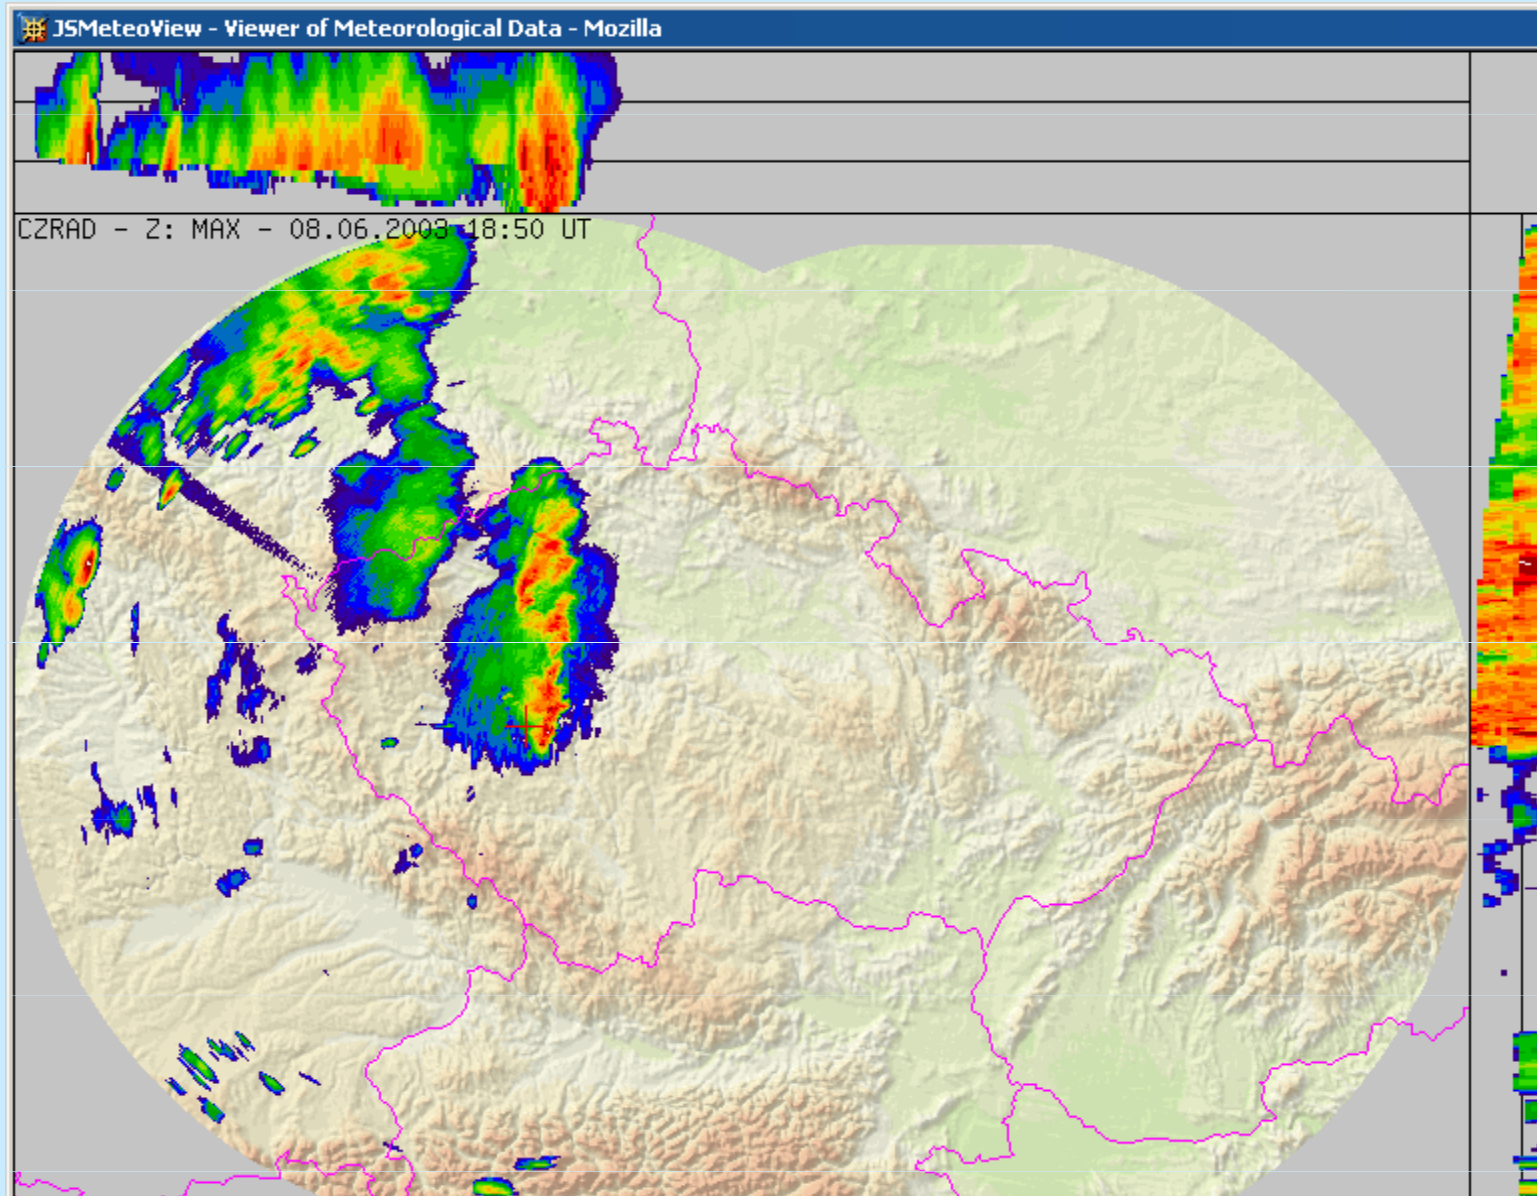 JSMeteoView - Viewer of Meteorological Data - Mozilla
CZRAD - Z: MAX - 08.06.2003 18:50 UT